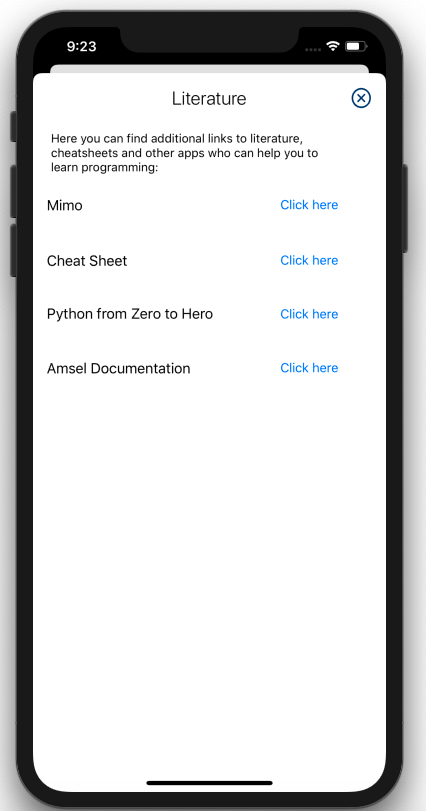 9:23
Literature
Here you can find additional links to literature,
cheatsheets and other apps who can help you to
learn programming:
Mimo Click here
Cheat Sheet Click here
Python from Zero to Hero Click here
Amsel Documentation Click here